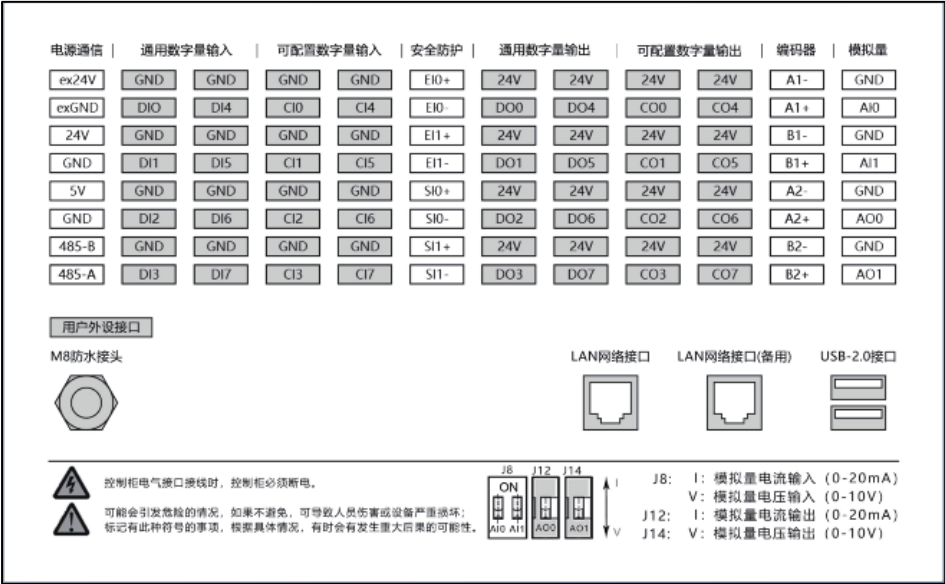 电源通信 | 通用数字量输入 | 可配置数字量输入 | 安全防护 | 通用数字量输出 | 可配置数字量输出 | 编码器 | 模拟量
ex24V GND GND GND GND EI0+ 24V 24V 24V 24V A1- GND
exGND DI0 DI4 CI0 CI4 EI0- DO0 DO4 CO0 CO4 A1+ AI0
24V GND GND GND GND EI1+ 24V 24V 24V 24V B1- GND
GND DI1 DI5 CI1 CI5 EI1- DO1 DO5 CO1 CO5 B1+ AI1
5V GND GND GND GND SI0+ 24V 24V 24V 24V A2- GND
GND DI2 DI6 CI2 CI6 SI0- DO2 DO6 CO2 CO6 A2+ AO0
485-B GND GND GND GND SI1+ 24V 24V 24V 24V B2- GND
485-A DI3 DI7 CI3 CI7 SI1- DO3 DO7 CO3 CO7 B2+ AO1
用户外设接口
M8防水接头 LAN网络接口 LAN网络接口(备用) USB-2.0接口
控制柜电气接口接线时，控制柜必须断电。
可能会引发危险的情况，如果不避免，可导致人员伤害或设备严重损坏；
标记有此种符号的事项，根据具体情况，有时会有发生重大后果的可能性。
J8 J12 J14
ON
AI0 AI1 AO0 AO1
I
V
J8: I：模拟量电流输入 (0-20mA)
V：模拟量电压输入 (0-10V)
J12: I：模拟量电流输出 (0-20mA)
J14: V：模拟量电压输出 (0-10V)